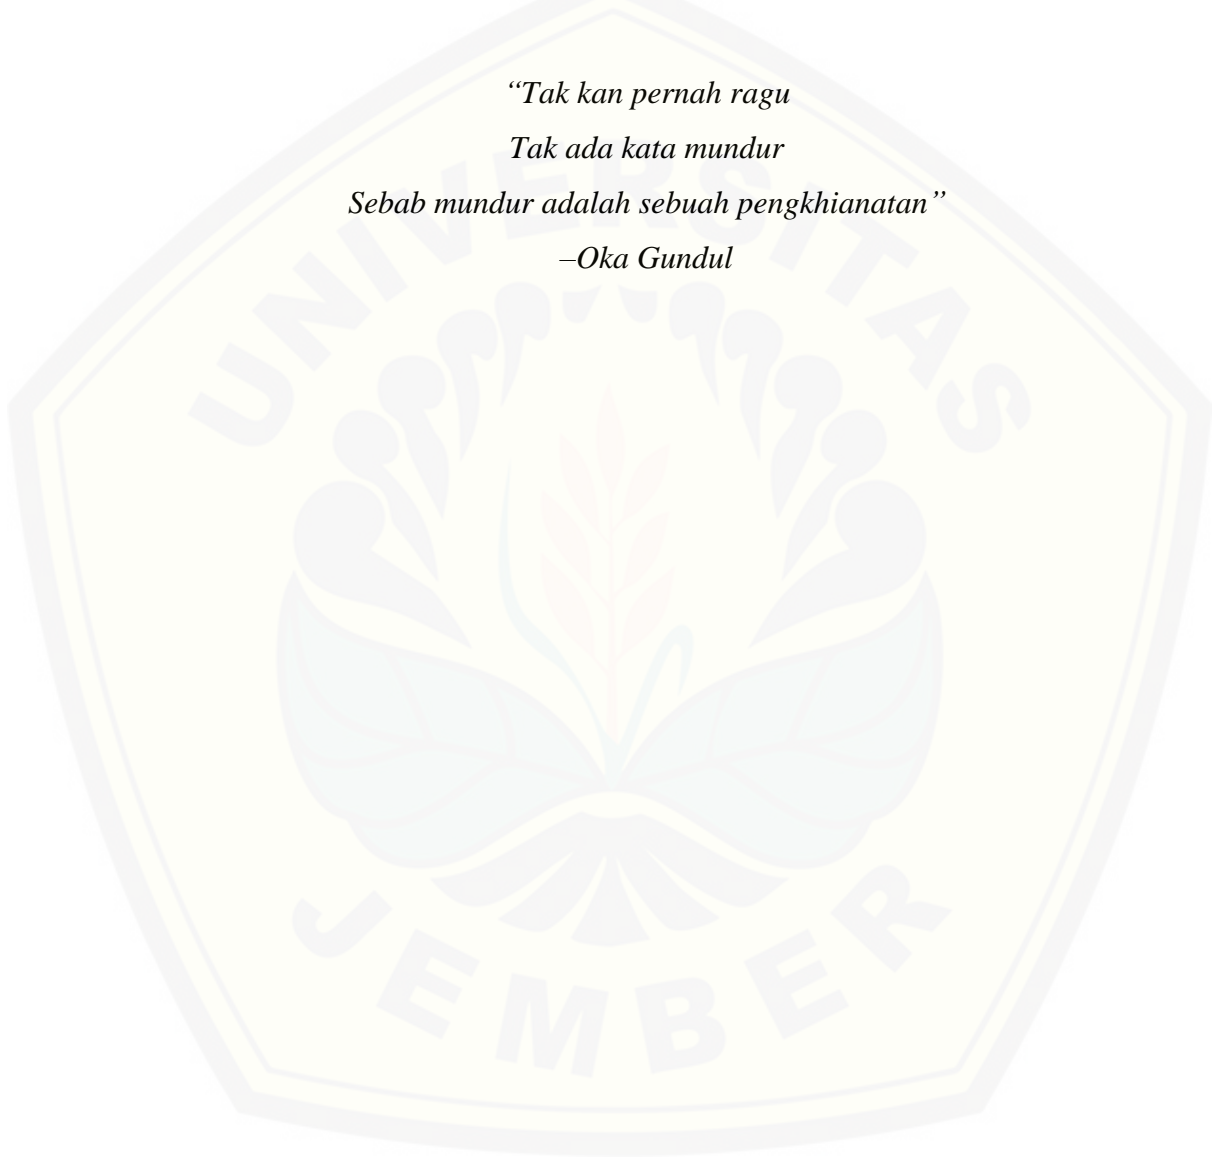 “Tak kan pernah ragu
Tak ada kata mundur
Sebab mundur adalah sebuah pengkhianatan”
–Oka Gundul
UNIVERSITAS
JEMBER